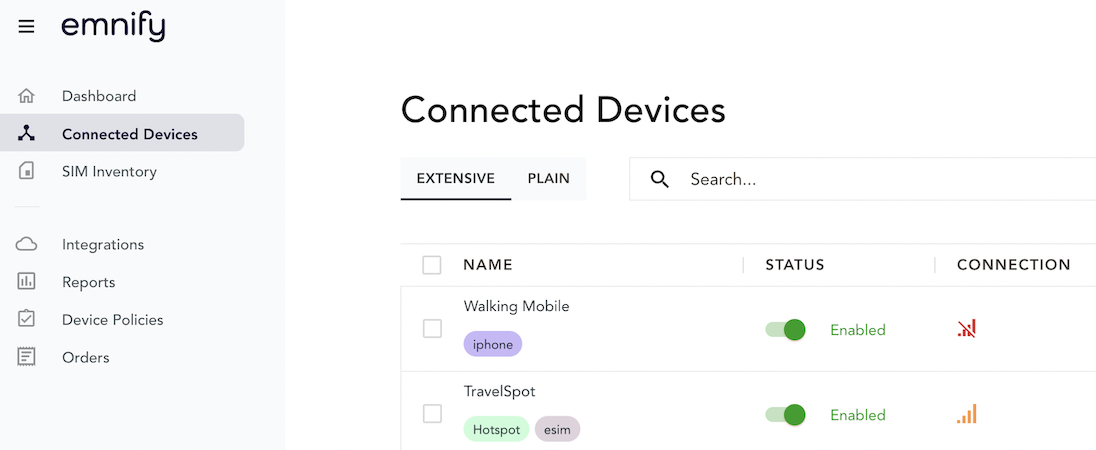 emnify
Dashboard
Connected Devices
SIM Inventory
Integrations
Reports
Device Policies
Orders
Connected Devices
EXTENSIVE PLAIN Search...
NAME STATUS CONNECTION
Walking Mobile
iphone
Enabled
TravelSpot
Hotspot esim
Enabled